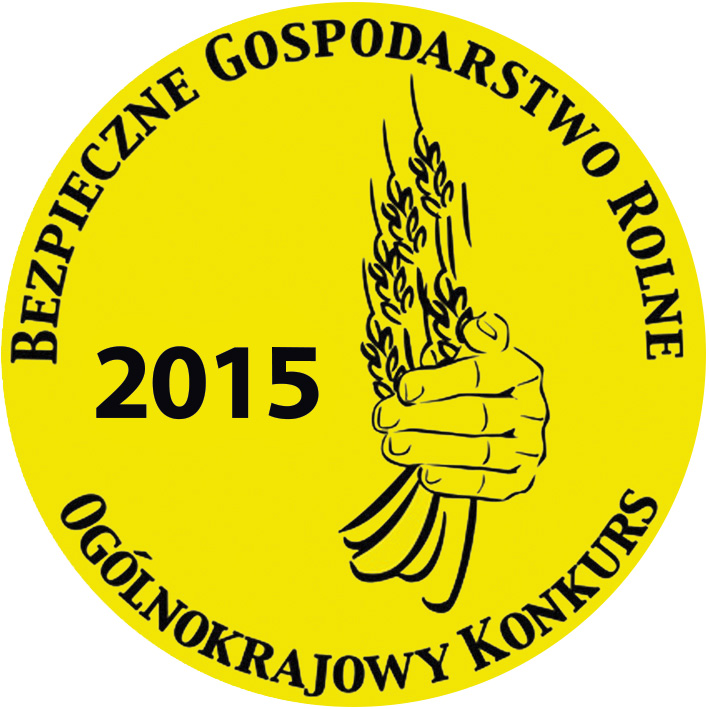 BEZPIECZNE GOSPODARSTWO ROLNE
2015
OGÓLNOKRAJOWY KONKURS